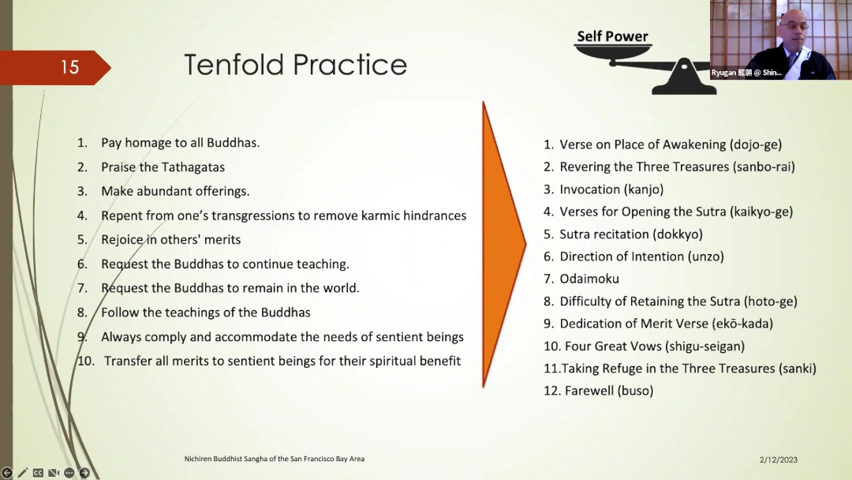 15
Tenfold Practice
Self Power
Ryugan 龍願 @ Shin...
1. Pay homage to all Buddhas.
2. Praise the Tathagatas
3. Make abundant offerings.
4. Repent from one's transgressions to remove karmic hindrances
5. Rejoice in others' merits
6. Request the Buddhas to continue teaching.
7. Request the Buddhas to remain in the world.
8. Follow the teachings of the Buddhas
9. Always comply and accommodate the needs of sentient beings
10. Transfer all merits to sentient beings for their spiritual benefit
1. Verse on Place of Awakening (dojo-ge)
2. Revering the Three Treasures (sanbo-rai)
3. Invocation (kanjo)
4. Verses for Opening the Sutra (kaikyo-ge)
5. Sutra recitation (dokkyo)
6. Direction of Intention (unzo)
7. Odaimoku
8. Difficulty of Retaining the Sutra (hoto-ge)
9. Dedication of Merit Verse (ekō-kada)
10. Four Great Vows (shigu-seigan)
11.Taking Refuge in the Three Treasures (sanki)
12. Farewell (buso)
Nichiren Buddhist Sangha of the San Francisco Bay Area
2/12/2023
CC